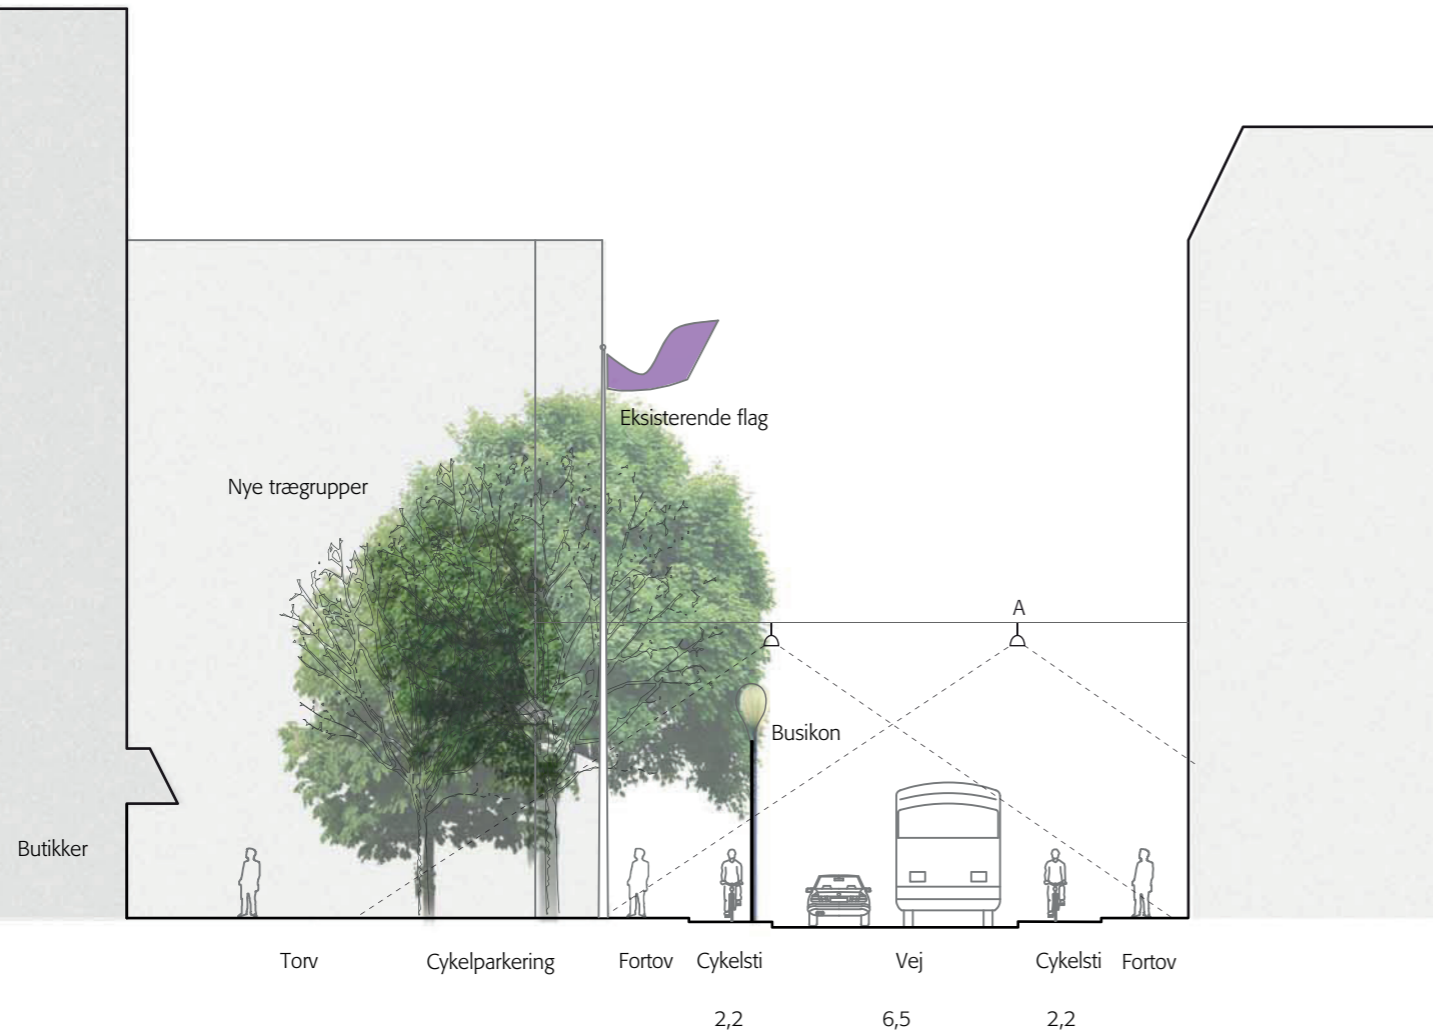 Eksisterende flag
Nye trægrupper
A
Busikon
Butikker
Torv Cykelparkering Fortov Cykelsti Vej Cykelsti Fortov
2,2 6,5 2,2